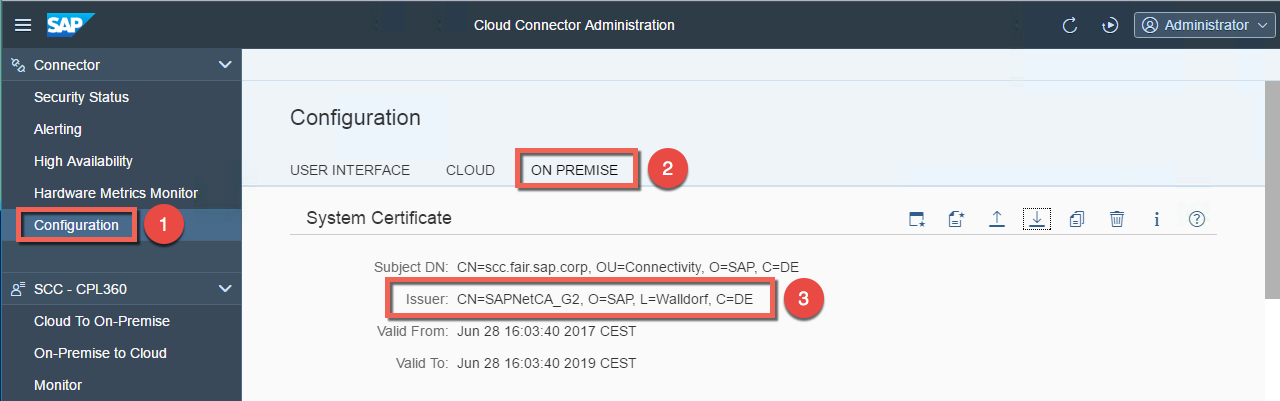 SAP Cloud Connector Administration Administrator
Connector
Security Status
Alerting
High Availability
Hardware Metrics Monitor
Configuration 1
SCC - CPL360
Cloud To On-Premise
On-Premise to Cloud
Monitor
Configuration
USER INTERFACE CLOUD ON PREMISE 2
System Certificate
Subject DN: CN=scc.fair.sap.corp, OU=Connectivity, O=SAP, C=DE
Issuer: CN=SAPNetCA_G2, O=SAP, L=Walldorf, C=DE 3
Valid From: Jun 28 16:03:40 2017 CEST
Valid To: Jun 28 16:03:40 2019 CEST